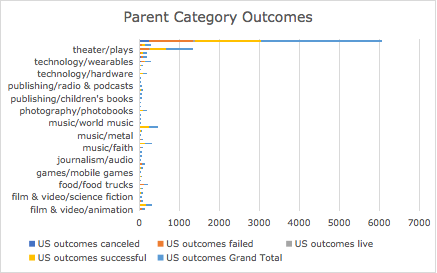 Parent Category Outcomes
theater/plays
technology/wearables
technology/hardware
publishing/radio & podcasts
publishing/children's books
photography/photobooks
music/world music
music/metal
music/faith
journalism/audio
games/mobile games
food/food trucks
film & video/science fiction
film & video/animation
0 1000 2000 3000 4000 5000 6000 7000
US outcomes canceled US outcomes failed US outcomes live
US outcomes successful US outcomes Grand Total